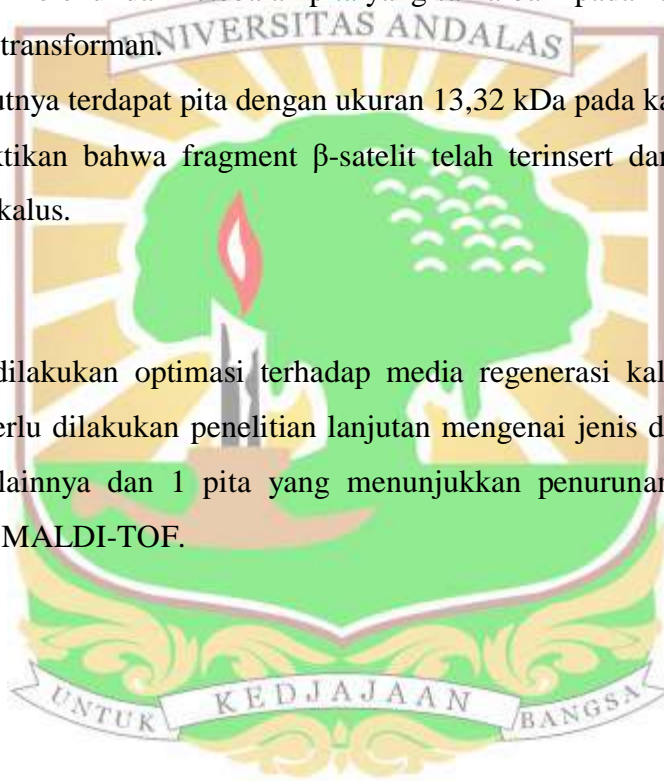 UNIVERSITAS ANDALAS
transforman.
utnya terdapat pita dengan ukuran 13,32 kDa pada ka
ktikan bahwa fragment β-satelit telah terinsert dar
kalus.
dilakukan optimasi terhadap media regenerasi kal
erlu dilakukan penelitian lanjutan mengenai jenis d
lainnya dan 1 pita yang menunjukkan penurunan
MALDI-TOF.
UNTUK KEDJAJAAN BANGSA